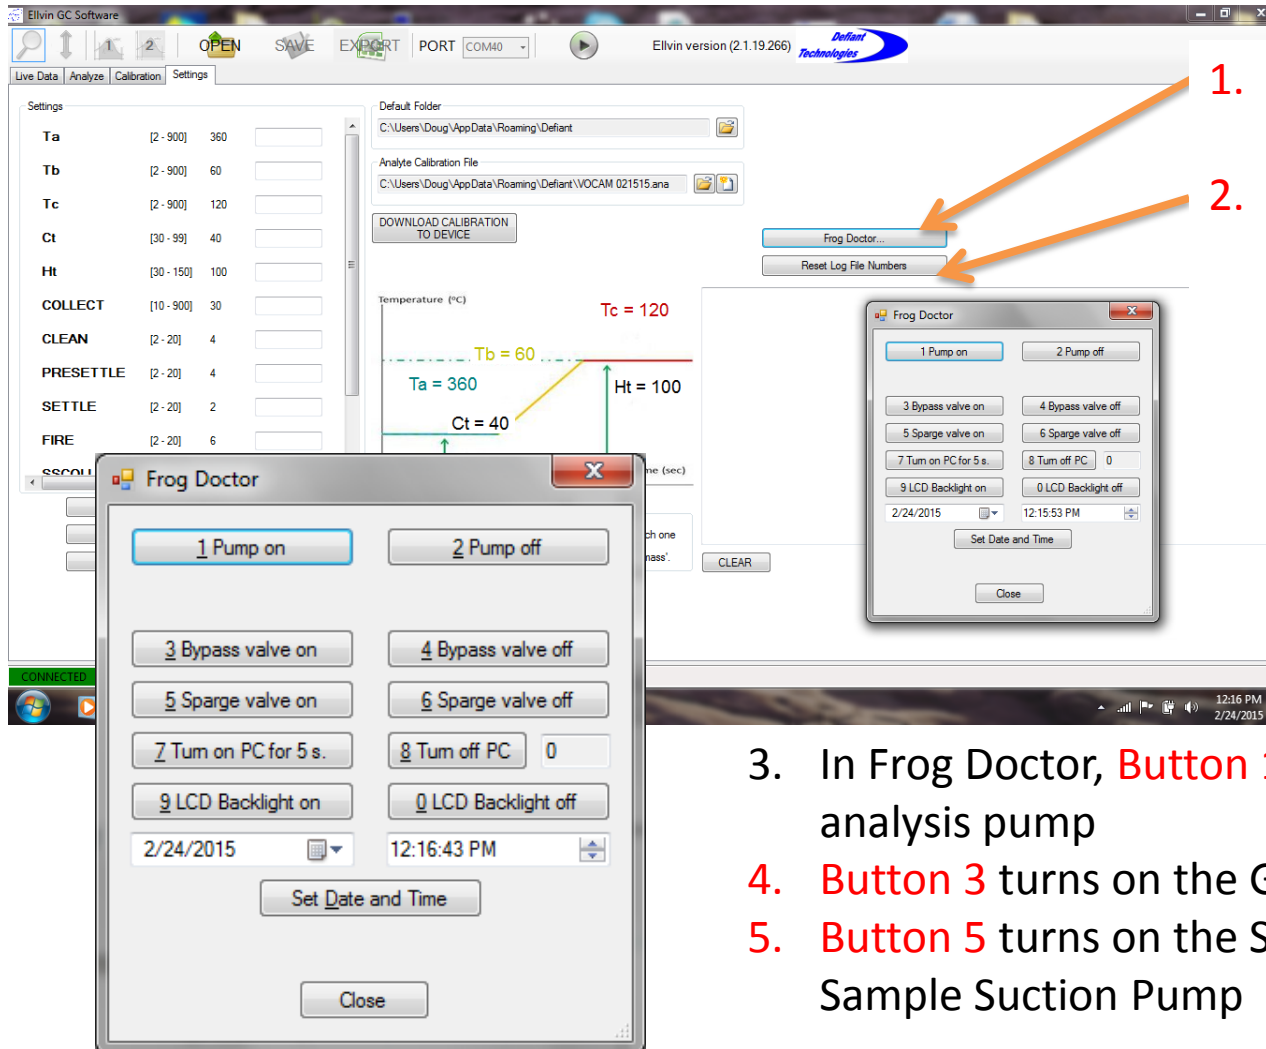 Ellvin GC Software
1 2 OPEN SAVE EXPORT PORT COM40 Ellvin version (2.1.19.266) Defiant Technologies
Live Data Analyze Calibration Settings
1.
Settings
Ta [2 - 900] 360
Tb [2 - 900] 60
Tc [2 - 900] 120
Ct [30 - 99] 40
Ht [30 - 150] 100
COLLECT [10 - 900] 30
CLEAN [2 - 20] 4
PRESETTLE [2 - 20] 4
SETTLE [2 - 20] 2
FIRE [2 - 20] 6
Default Folder
C:\Users\Doug\AppData\Roaming\Defiant
Analyte Calibration File
C:\Users\Doug\AppData\Roaming\Defiant\VOCAM 021515.ana
DOWNLOAD CALIBRATION
TO DEVICE
2.
Frog Doctor...
Reset Log File Numbers
Temperature (ºC)
Tc = 120
Tb = 60
Ta = 360
Ht = 100
Ct = 40
(sec)
one
CLEAR
Frog Doctor
1 Pump on 2 Pump off
3 Bypass valve on 4 Bypass valve off
5 Sparge valve on 6 Sparge valve off
7 Turn on PC for 5 s. 8 Turn off PC 0
9 LCD Backlight on 0 LCD Backlight off
2/24/2015 12:15:53 PM
Set Date and Time
Close
Frog Doctor
1 Pump on 2 Pump off
3 Bypass valve on 4 Bypass valve off
5 Sparge valve on 6 Sparge valve off
7 Turn on PC for 5 s. 8 Turn off PC 0
9 LCD Backlight on 0 LCD Backlight off
2/24/2015 12:16:43 PM
Set Date and Time
Close
CONNECTED
12:16 PM
2/24/2015
3. In Frog Doctor, Button 1
analysis pump
4. Button 3 turns on the
5. Button 5 turns on the
Sample Suction Pump